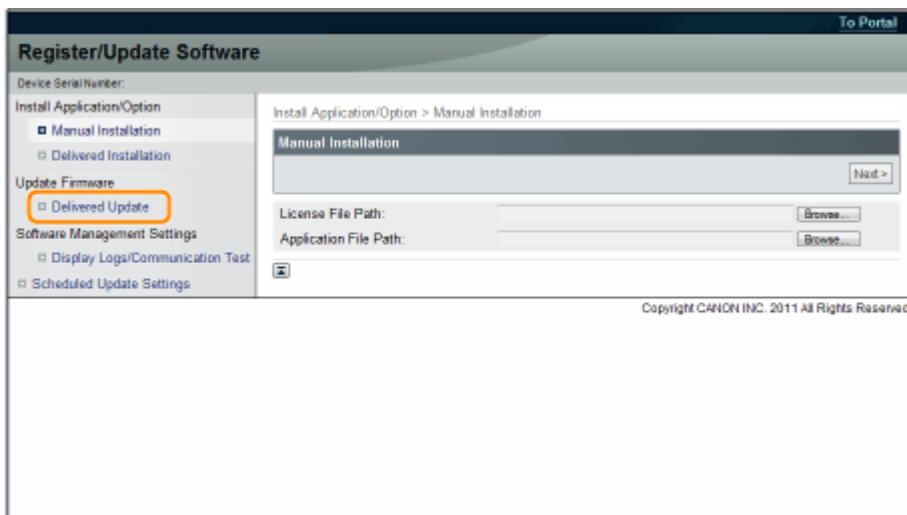 To Portal
Register/Update Software
Device Serial Number:
Install Application/Option
Manual Installation
Delivered Installation
Update Firmware
Delivered Update
Software Management Settings
Display Logs/Communication Test
Scheduled Update Settings
Install Application/Option > Manual Installation
Manual Installation
Next >
License File Path: Browse...
Application File Path: Browse...
Copyright CANON INC. 2011 All Rights Reserved